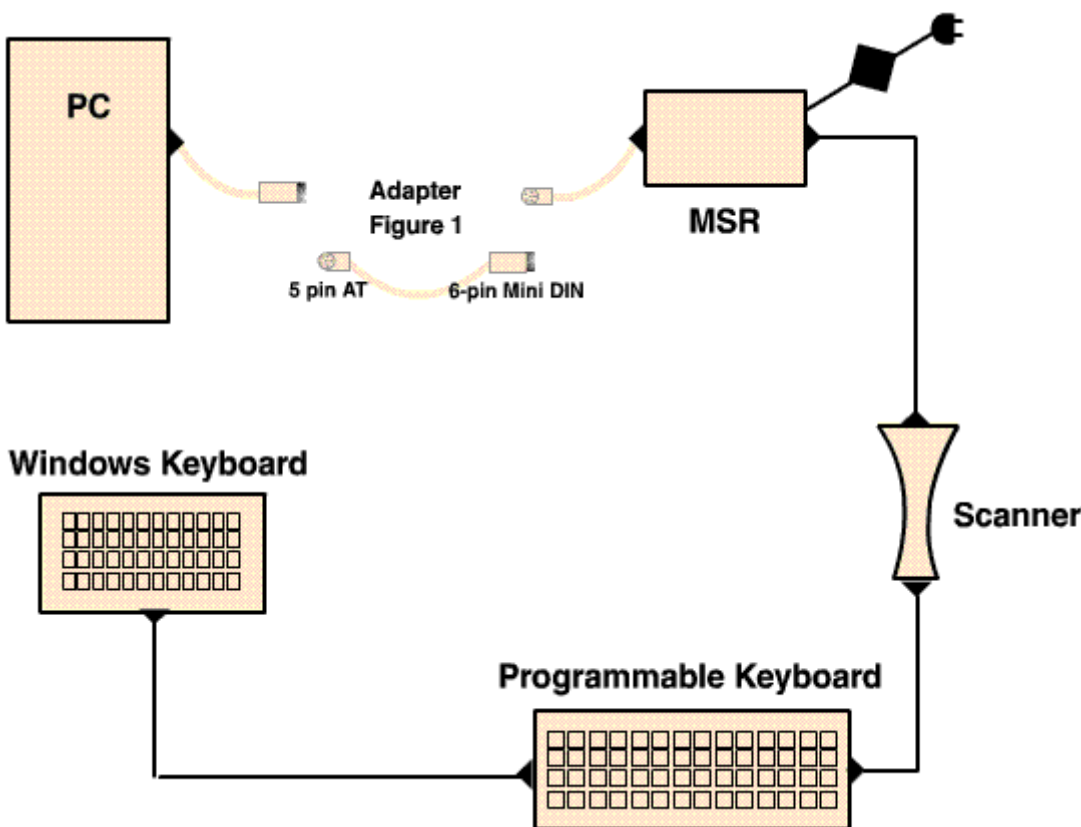 PC
Adapter
Figure 1
MSR
5 pin AT
6-pin Mini DIN
Windows Keyboard
Scanner
Programmable Keyboard